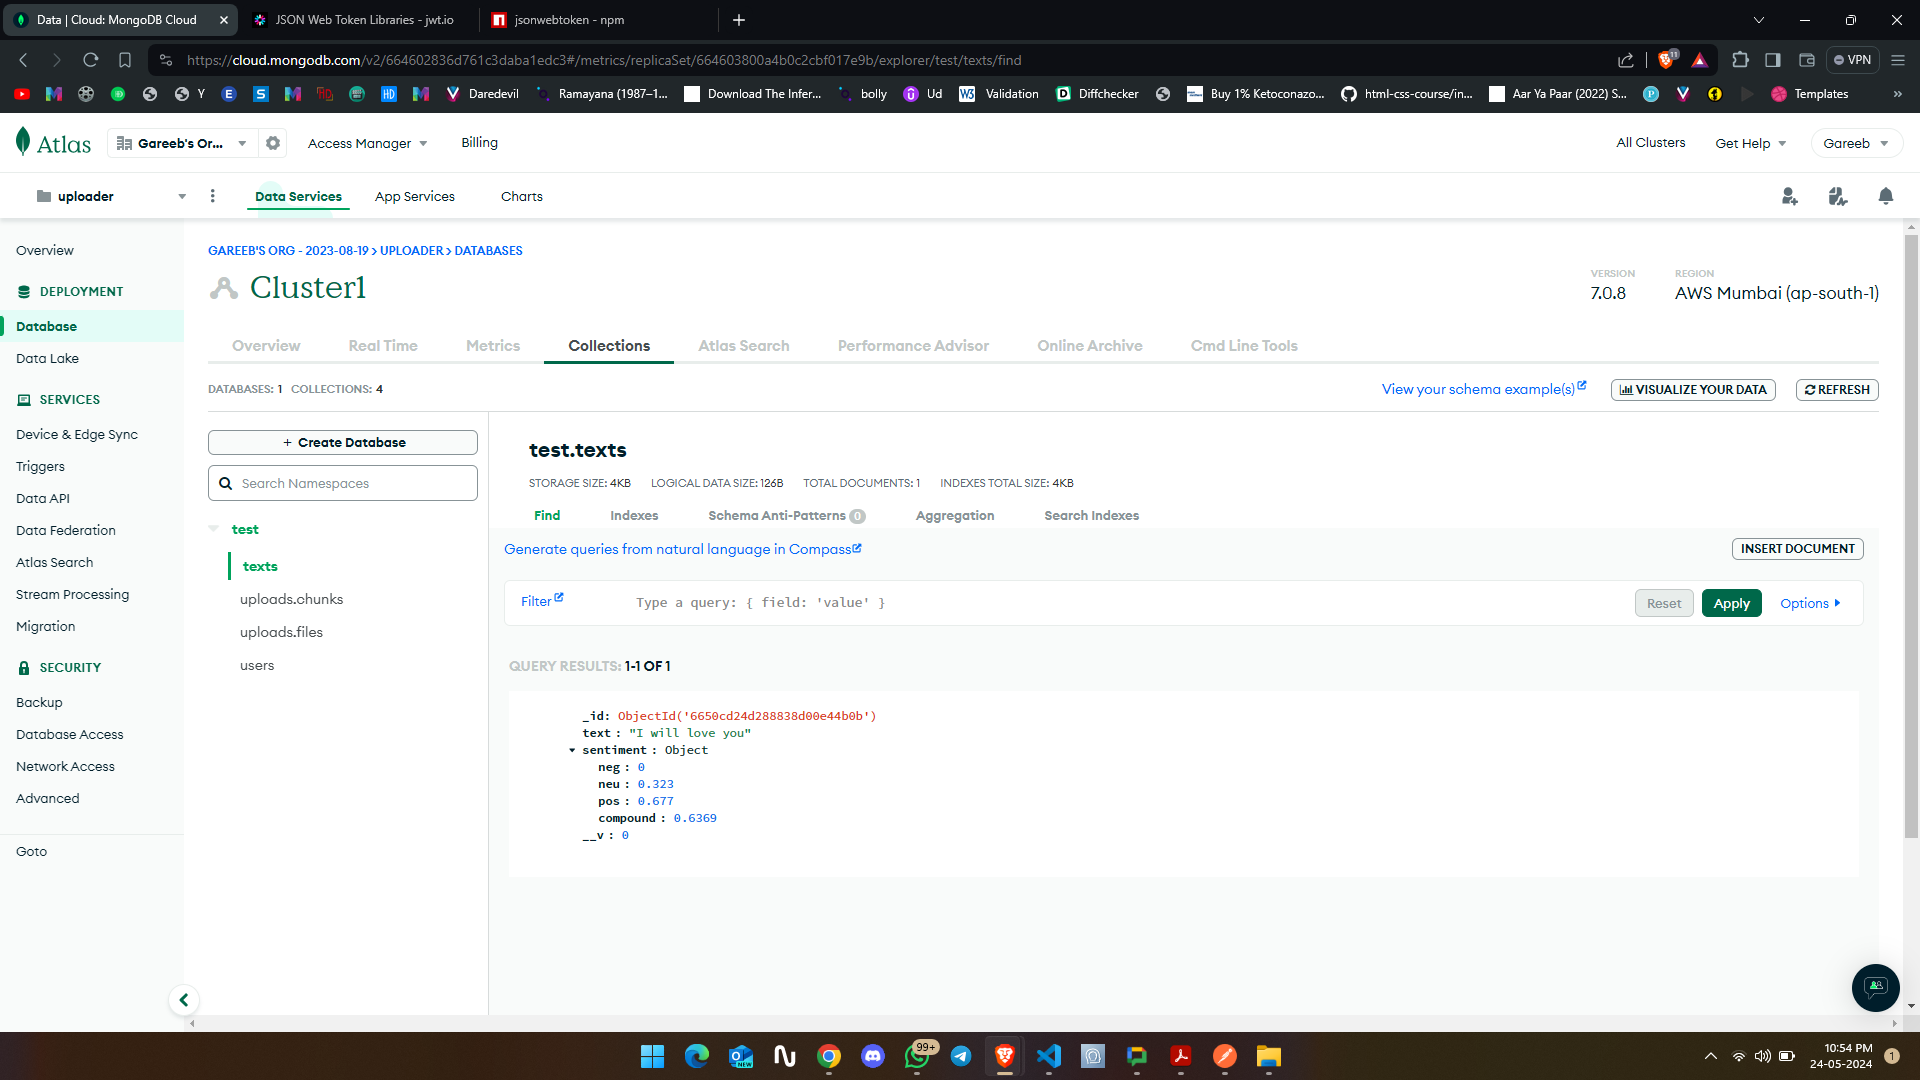 Data | Cloud: MongoDB Cloud
JSON Web Token Libraries - jwt.io
jsonwebtoken - npm
https://cloud.mongodb.com/v2/664602836d761c3daba1edc3#/metrics/replicaSet/664603800a4b0c2cbf017e9b/explorer/test/texts/find
11
VPN
Y
Daredevil
Ramayana (1987–1...
Download The Infer...
bolly
Ud
Validation
Diffchecker
Buy 1% Ketoconazo...
html-css-course/in...
Aar Ya Paar (2022) S...
Templates
Atlas
Gareeb's Or...
Access Manager
Billing
All Clusters
Get Help
Gareeb
uploader
Data Services
App Services
Charts
Overview
DEPLOYMENT
Database
Data Lake
SERVICES
Device & Edge Sync
Triggers
Data API
Data Federation
Atlas Search
Stream Processing
Migration
SECURITY
Backup
Database Access
Network Access
Advanced
Goto
GAREEB'S ORG - 2023-08-19 > UPLOADER > DATABASES
Cluster1
VERSION
7.0.8
REGION
AWS Mumbai (ap-south-1)
Overview
Real Time
Metrics
Collections
Atlas Search
Performance Advisor
Online Archive
Cmd Line Tools
DATABASES: 1 COLLECTIONS: 4
View your schema example(s)
VISUALIZE YOUR DATA
REFRESH
+ Create Database
Search Namespaces
test
texts
uploads.chunks
uploads.files
users
test.texts
STORAGE SIZE: 4KB
LOGICAL DATA SIZE: 126B
TOTAL DOCUMENTS: 1
INDEXES TOTAL SIZE: 4KB
Find
Indexes
Schema Anti-Patterns 0
Aggregation
Search Indexes
Generate queries from natural language in Compass
INSERT DOCUMENT
Filter
Type a query: { field: 'value' }
Reset
Apply
Options
QUERY RESULTS: 1-1 OF 1
_id: ObjectId('6650cd24d288838d00e44b0b')
text : "I will love you"
sentiment : Object
neg : 0
neu : 0.323
pos : 0.677
compound : 0.6369
__v : 0
99+
10:54 PM
24-05-2024
1